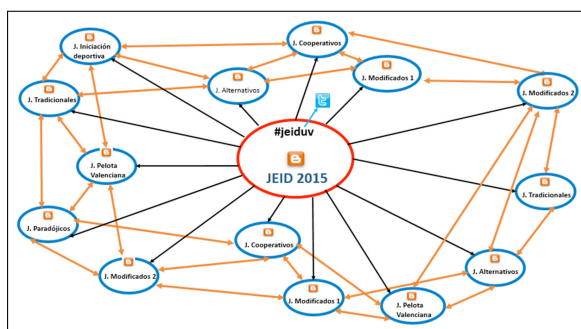 J. Iniciación
deportiva
J. Cooperativos
J. Alternativos
J. Modificados 1
J. Modificados 2
J. Tradicionales
#jeiduv
JEID 2015
J. Pelota
Valenciana
J. Tradicionales
J. Paradójicos
J. Cooperativos
J. Modificados 2
J. Alternativos
J. Modificados 1
J. Pelota
Valenciana